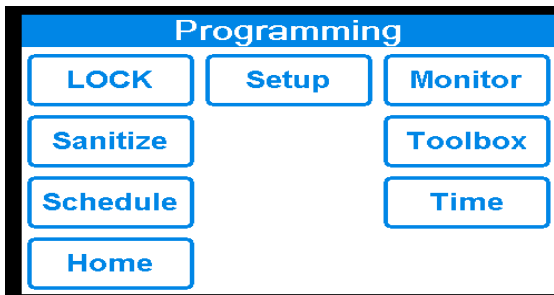 Programming
LOCK Setup Monitor
Sanitize Toolbox
Schedule Time
Home